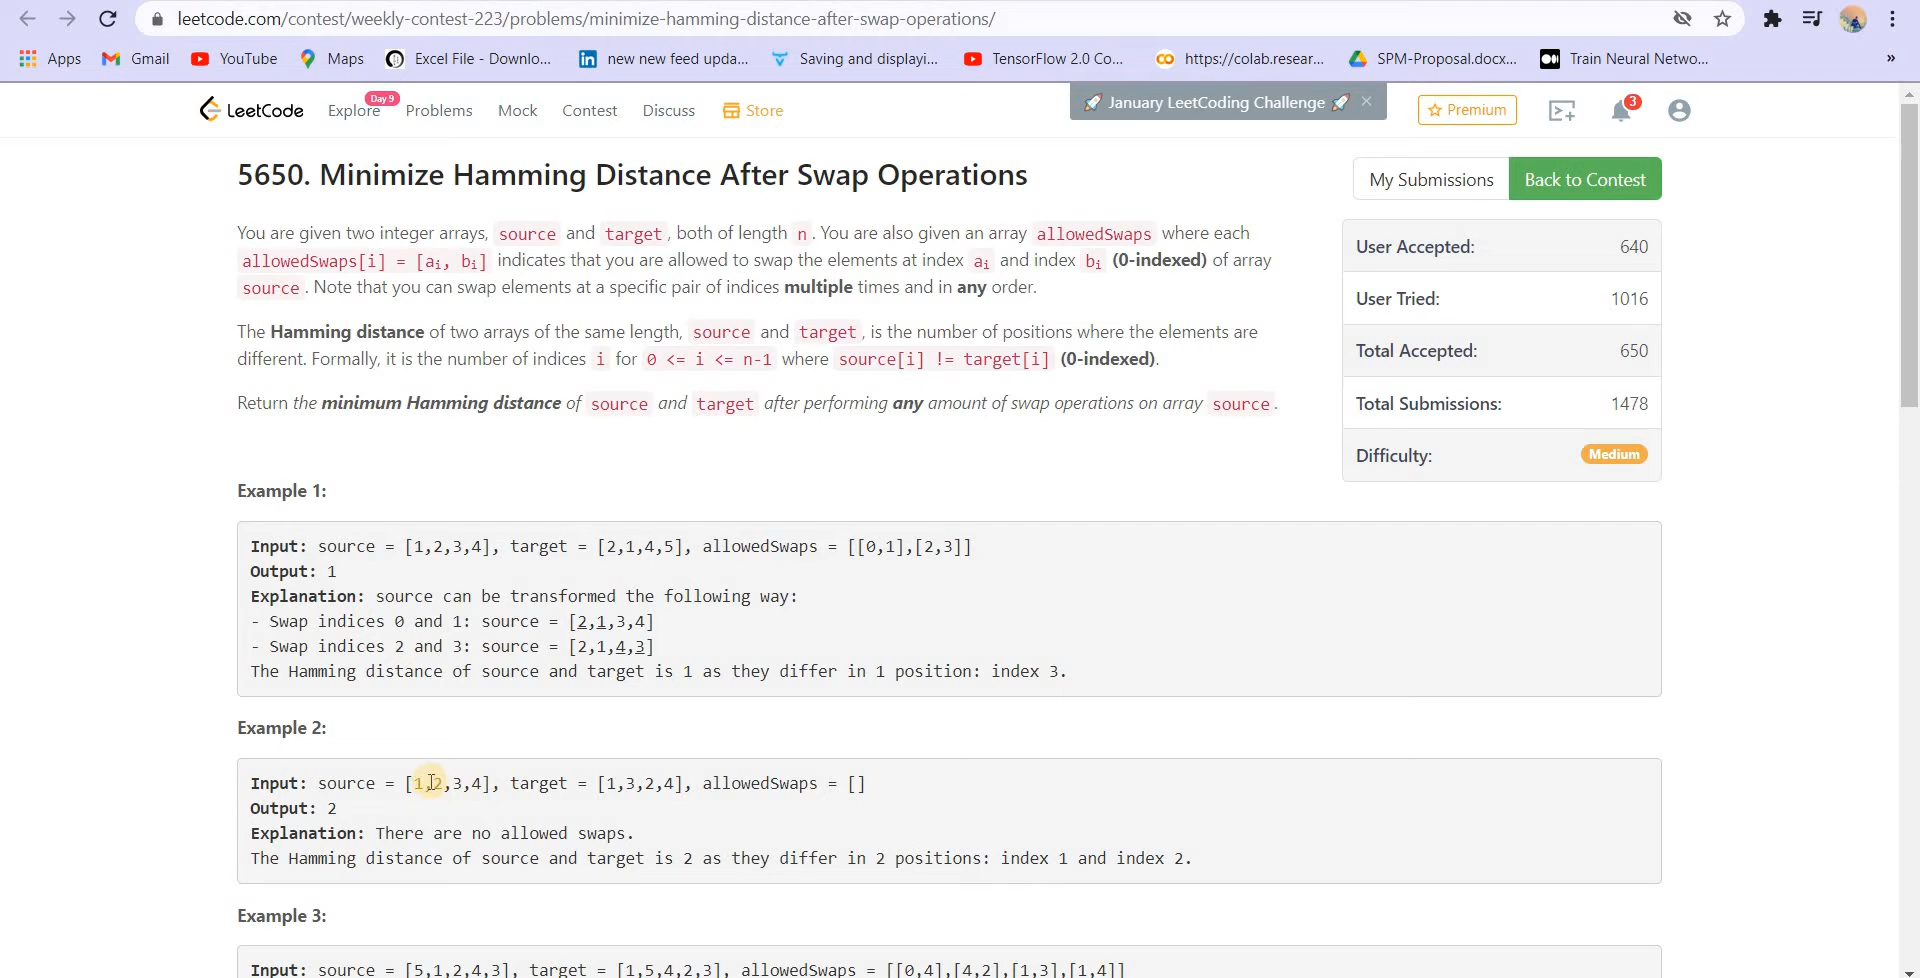 leetcode.com/contest/weekly-contest-223/problems/minimize-hamming-distance-after-swap-operations/
Apps Gmail YouTube Maps Excel File - Downlo... new new feed upda... Saving and displayi... TensorFlow 2.0 Co... https://colab.resear... SPM-Proposal.docx... Train Neural Netwo... »
LeetCode Explore Day 9 Problems Mock Contest Discuss Store 🚀 January LeetCoding Challenge 🚀 × Premium 3
5650. Minimize Hamming Distance After Swap Operations
My Submissions Back to Contest
You are given two integer arrays, source and target, both of length n. You are also given an array allowedSwaps where each
allowedSwaps[i] = [aᵢ, bᵢ] indicates that you are allowed to swap the elements at index aᵢ and index bᵢ (0-indexed) of array
source. Note that you can swap elements at a specific pair of indices multiple times and in any order.
The Hamming distance of two arrays of the same length, source and target, is the number of positions where the elements are
different. Formally, it is the number of indices i for 0 <= i <= n-1 where source[i] != target[i] (0-indexed).
Return the minimum Hamming distance of source and target after performing any amount of swap operations on array source.
User Accepted: 640
User Tried: 1016
Total Accepted: 650
Total Submissions: 1478
Difficulty: Medium
Example 1:
Input: source = [1,2,3,4], target = [2,1,4,5], allowedSwaps = [[0,1],[2,3]]
Output: 1
Explanation: source can be transformed the following way:
- Swap indices 0 and 1: source = [2,1,3,4]
- Swap indices 2 and 3: source = [2,1,4,3]
The Hamming distance of source and target is 1 as they differ in 1 position: index 3.
Example 2:
Input: source = [1,2,3,4], target = [1,3,2,4], allowedSwaps = []
Output: 2
Explanation: There are no allowed swaps.
The Hamming distance of source and target is 2 as they differ in 2 positions: index 1 and index 2.
Example 3:
Input: source = [5,1,2,4,3], target = [1,5,4,2,3], allowedSwaps = [[0,4],[4,2],[1,3],[1,4]]